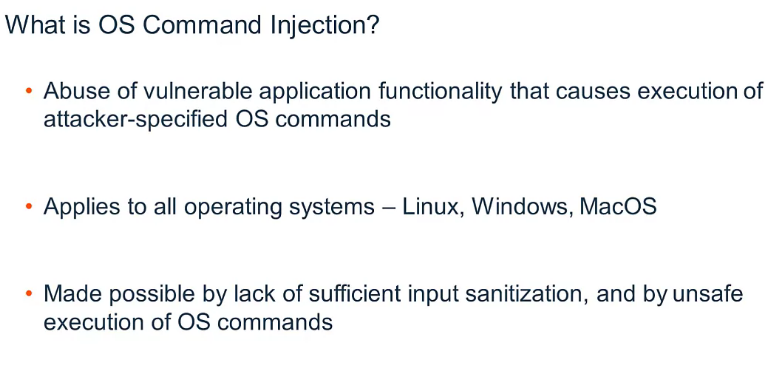 What is OS Command Injection?
• Abuse of vulnerable application functionality that causes execution of
attacker-specified OS commands
• Applies to all operating systems – Linux, Windows, MacOS
• Made possible by lack of sufficient input sanitization, and by unsafe
execution of OS commands